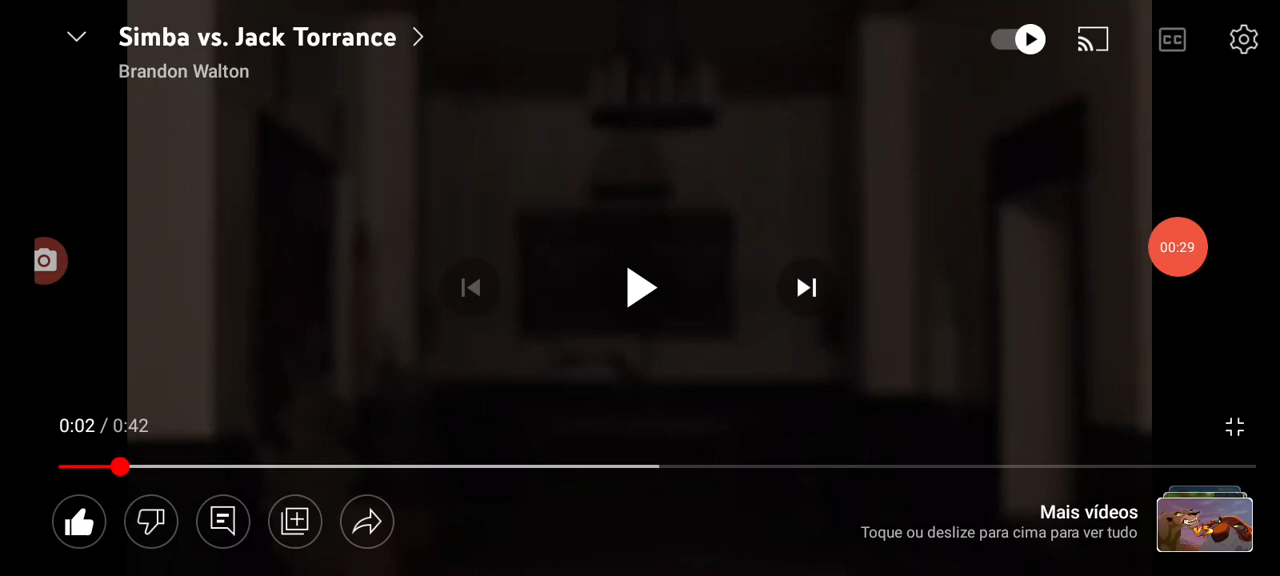 Simba vs. Jack Torrance
Brandon Walton
CC
00:29
0:02 / 0:42
Mais vídeos
Toque ou deslize para cima para ver tudo